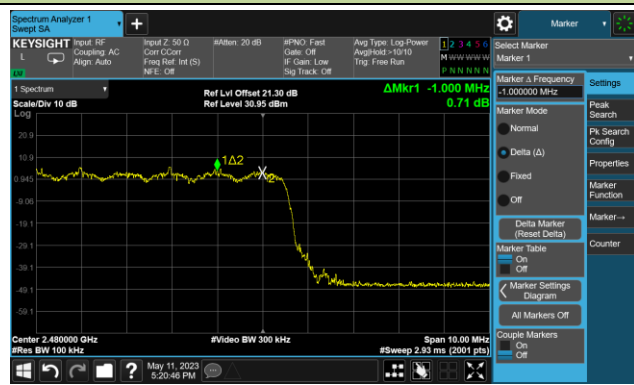 Spectrum Analyzer 1
Swept SA
Marker
KEYSIGHT
L
Input: RF
Coupling: AC
Align: Auto
Input Z: 50 Ω
Corr CCorr
Freq Ref: Int (S)
NFE: Off
#Atten: 20 dB
#PNO: Fast
Gate: Off
IF Gain: Low
Sig Track: Off
Avg Type: Log-Power
Avg|Hold:>10/10
Trig: Free Run
1 2 3 4 5 6
M W W W W W
P N N N N N
Select Marker
Marker 1
1 Spectrum
Scale/Div 10 dB
Log
Ref Lvl Offset 21.30 dB
Ref Level 30.95 dBm
ΔMkr1 -1.000 MHz
0.71 dB
20.9
10.9
0.945
-9.06
-19.1
-29.1
-39.1
-49.1
-59.1
1Δ2
2
Center 2.480000 GHz
#Res BW 100 kHz
#Video BW 300 kHz
Span 10.00 MHz
#Sweep 2.93 ms (2001 pts)
Marker Δ Frequency
-1.000000 MHz
Marker Mode
Normal
Delta (Δ)
Fixed
Off
Delta Marker
(Reset Delta)
Marker Table
On
Off
Marker Settings
Diagram
All Markers Off
Couple Markers
On
Off
Settings
Peak
Search
Pk Search
Config
Properties
Marker
Function
Marker→
Counter
?
May 11, 2023
5:20:46 PM